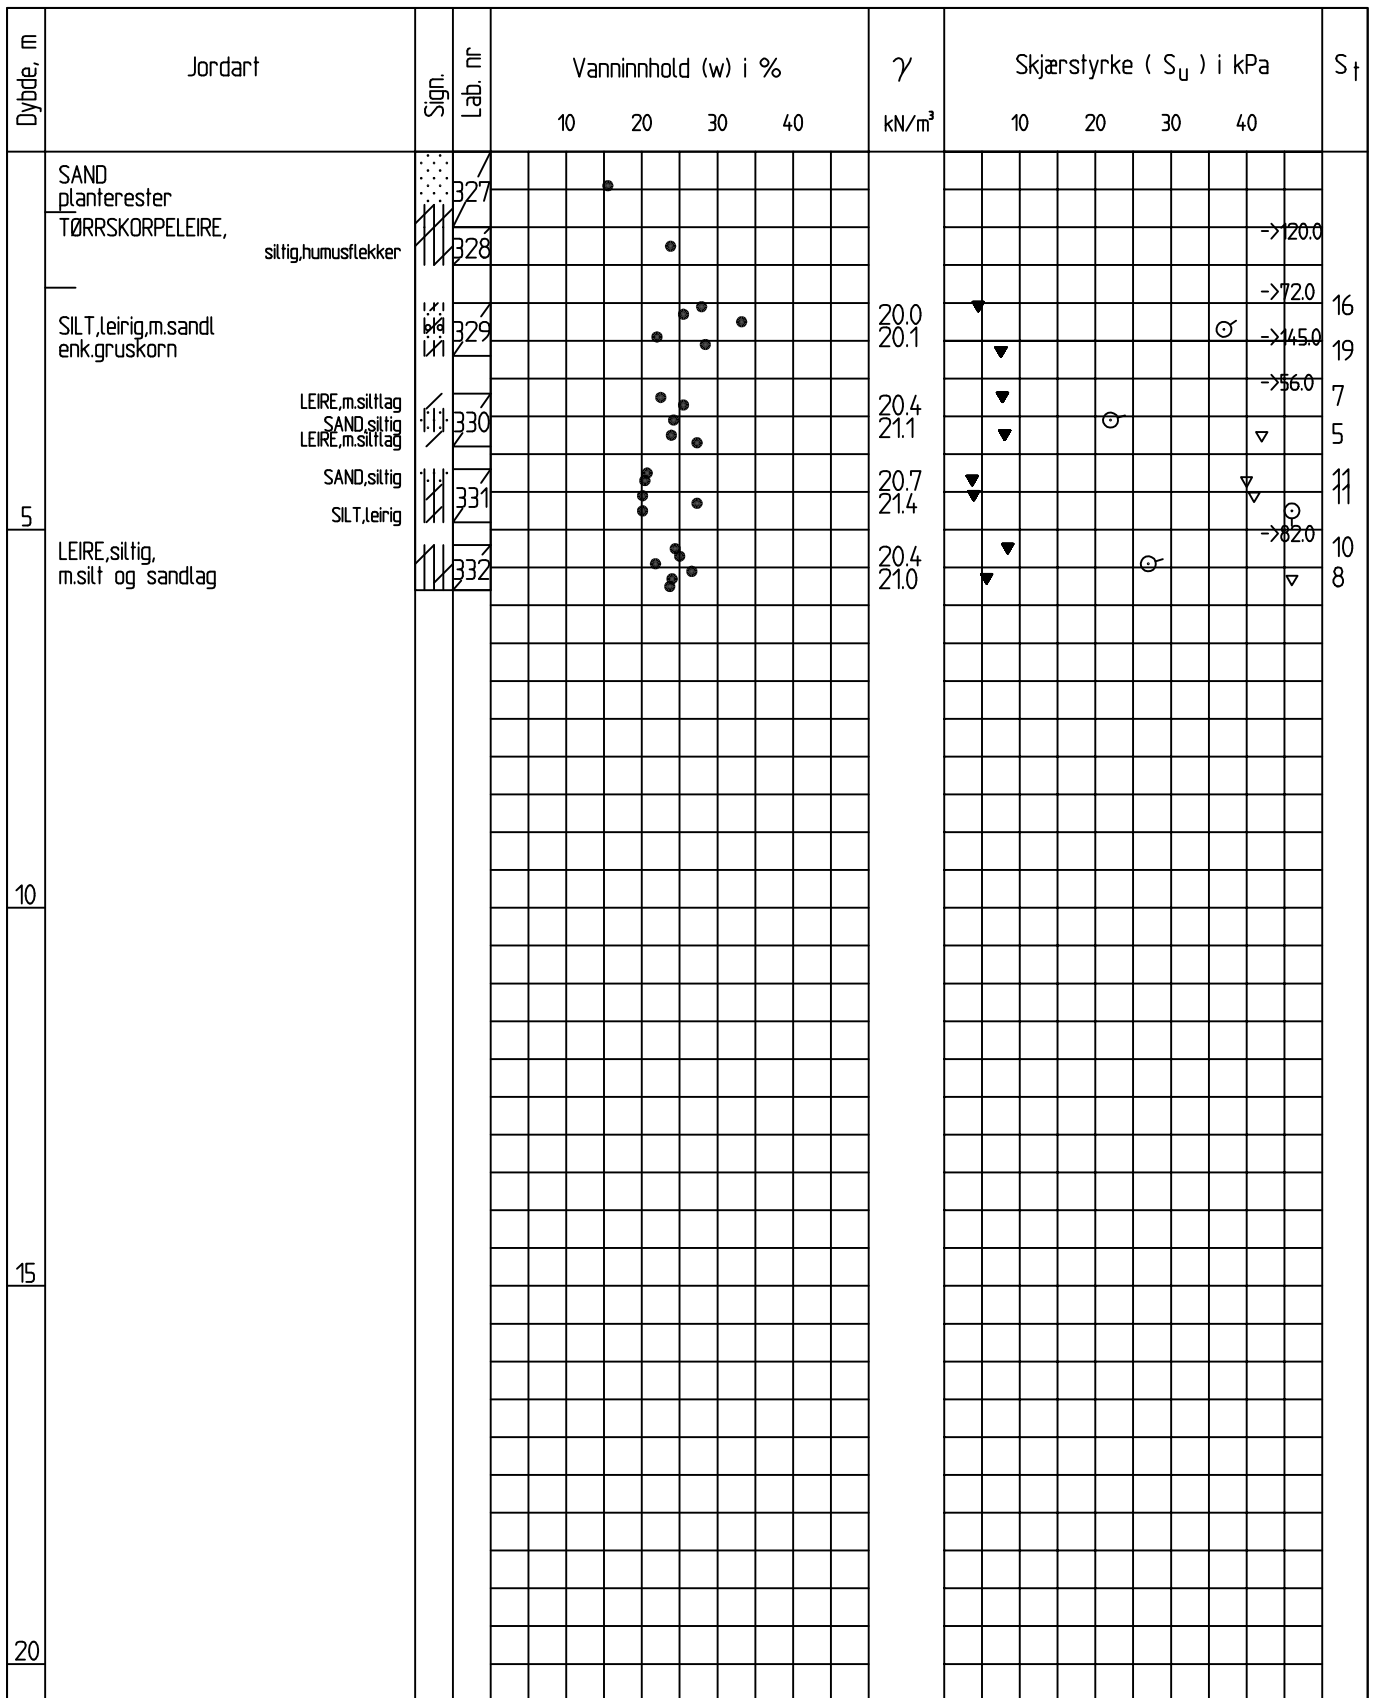 Dybde, m
Jordart
Sign.
Lab. nr
Vanninnhold (w) i %
10 20 30 40
γ
kN/m³
Skjærstyrke ( Su ) i kPa
10 20 30 40
St
SAND
planterester
327
TØRRSKORPELEIRE,
siltig,humusflekker
328
->120.0
->72.0
SILT,leirig,m.sandl
enk.gruskorn
329
20.0
20.1
->145.0
16
19
LEIRE,m.siltlag
SAND,siltig
LEIRE,m.siltlag
330
20.4
21.1
->56.0
7
5
SAND,siltig
SILT,leirig
331
20.7
21.4
11
11
5
->82.0
LEIRE,siltig,
m.silt og sandlag
332
20.4
21.0
10
8
10
15
20